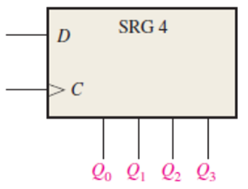 SRG 4
D
C
Q₀ Q₁ Q₂ Q₃